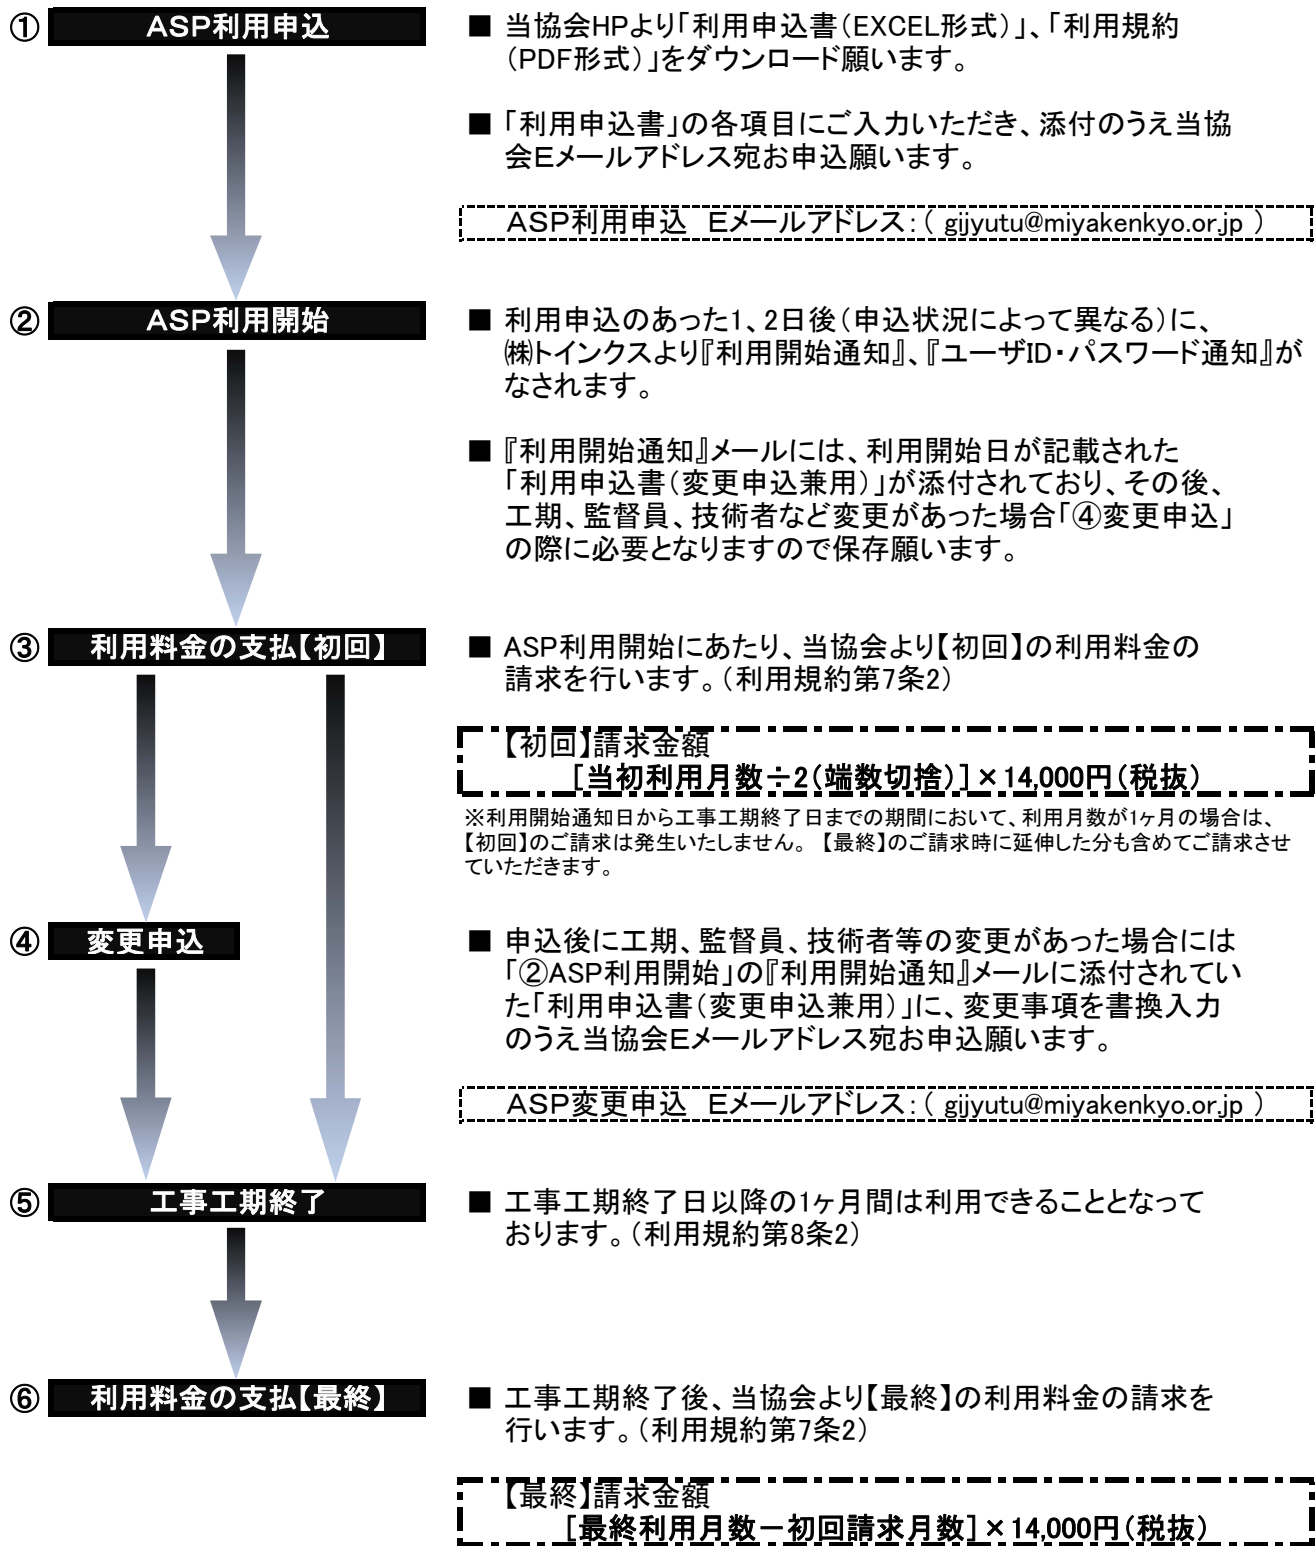 ① ASP利用申込
■ 当協会HPより「利用申込書（EXCEL形式）」、「利用規約
（PDF形式）」をダウンロード願います。
■ 「利用申込書」の各項目にご入力いただき、添付のうえ当協
会Eメールアドレス宛お申込願います。
ASP利用申込　Eメールアドレス：（ gijyutu@miyakenkyo.or.jp ）
② ASP利用開始
■ 利用申込のあった1、2日後（申込状況によって異なる）に、
㈱トインクスより『利用開始通知』、『ユーザID・パスワード通知』が
なされます。
■ 『利用開始通知』メールには、利用開始日が記載された
「利用申込書（変更申込兼用）」が添付されており、その後、
工期、監督員、技術者など変更があった場合「④変更申込」
の際に必要となりますので保存願います。
③ 利用料金の支払【初回】
■ ASP利用開始にあたり、当協会より【初回】の利用料金の
請求を行います。（利用規約第7条2）
【初回】請求金額
［当初利用月数÷2（端数切捨）］×14,000円（税抜）
※利用開始通知日から工事工期終了日までの期間において、利用月数が1ヶ月の場合は、
【初回】のご請求は発生いたしません。【最終】のご請求時に延伸した分も含めてご請求させ
ていただきます。
④ 変更申込
■ 申込後に工期、監督員、技術者等の変更があった場合には
「②ASP利用開始」の『利用開始通知』メールに添付されてい
た「利用申込書（変更申込兼用）」に、変更事項を書換入力
のうえ当協会Eメールアドレス宛お申込願います。
ASP変更申込　Eメールアドレス：（ gijyutu@miyakenkyo.or.jp ）
⑤ 工事工期終了
■ 工事工期終了日以降の1ヶ月間は利用できることとなって
おります。（利用規約第8条2）
⑥ 利用料金の支払【最終】
■ 工事工期終了後、当協会より【最終】の利用料金の請求を
行います。（利用規約第7条2）
【最終】請求金額
［最終利用月数－初回請求月数］×14,000円（税抜）